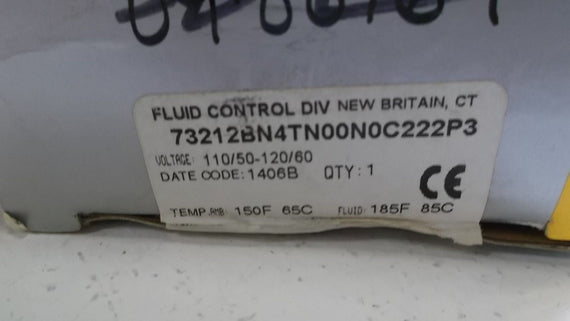 FLUID CONTROL DIV NEW BRITAIN, CT
73212BN4TN00N0C222P3
VOLTAGE: 110/50-120/60
DATE CODE:1406B QTY:1
CE
TEMP.AMB: 150F 65C FLUID: 185F 85C